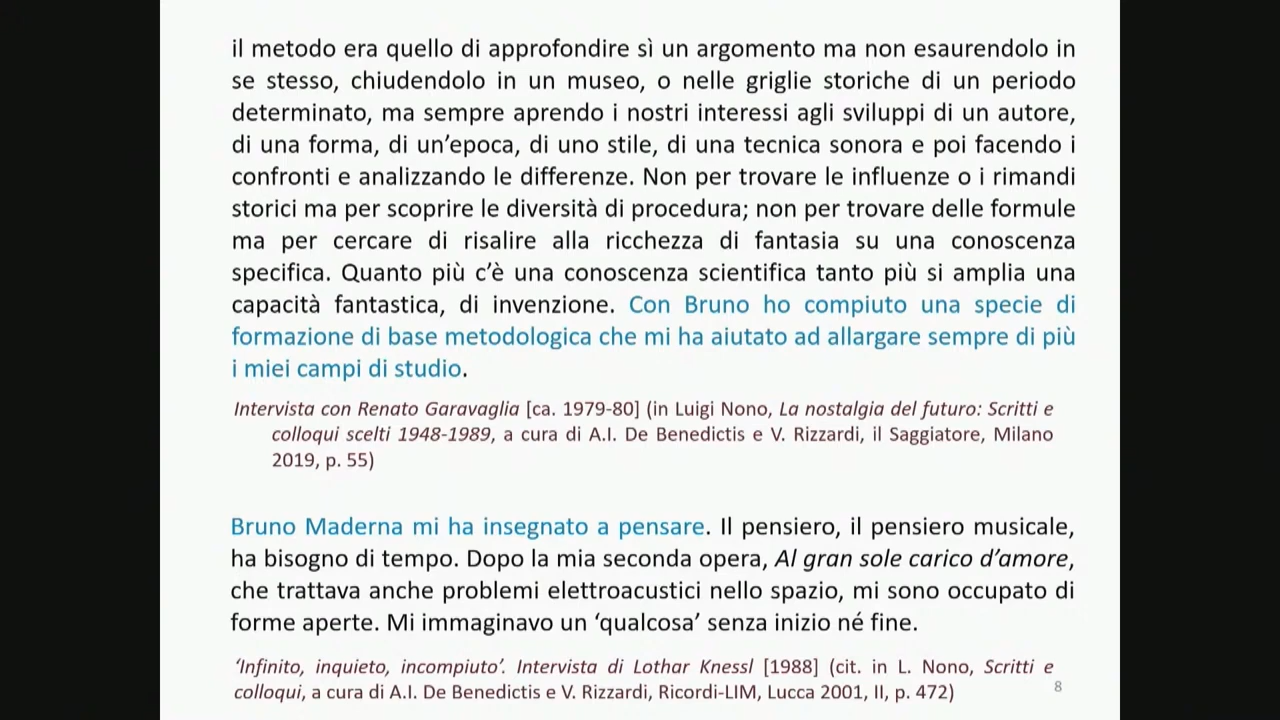 il metodo era quello di approfondire sì un argomento ma non esaurendolo in
se stesso, chiudendolo in un museo, o nelle griglie storiche di un periodo
determinato, ma sempre aprendo i nostri interessi agli sviluppi di un autore,
di una forma, di un’epoca, di uno stile, di una tecnica sonora e poi facendo i
confronti e analizzando le differenze. Non per trovare le influenze o i rimandi
storici ma per scoprire le diversità di procedura; non per trovare delle formule
ma per cercare di risalire alla ricchezza di fantasia su una conoscenza
specifica. Quanto più c’è una conoscenza scientifica tanto più si amplia una
capacità fantastica, di invenzione. Con Bruno ho compiuto una specie di
formazione di base metodologica che mi ha aiutato ad allargare sempre di più
i miei campi di studio.
Intervista con Renato Garavaglia [ca. 1979-80] (in Luigi Nono, La nostalgia del futuro: Scritti e
colloqui scelti 1948-1989, a cura di A.I. De Benedictis e V. Rizzardi, il Saggiatore, Milano
2019, p. 55)
Bruno Maderna mi ha insegnato a pensare. Il pensiero, il pensiero musicale,
ha bisogno di tempo. Dopo la mia seconda opera, Al gran sole carico d’amore,
che trattava anche problemi elettroacustici nello spazio, mi sono occupato di
forme aperte. Mi immaginavo un ‘qualcosa’ senza inizio né fine.
‘Infinito, inquieto, incompiuto’. Intervista di Lothar Knessl [1988] (cit. in L. Nono, Scritti e
colloqui, a cura di A.I. De Benedictis e V. Rizzardi, Ricordi-LIM, Lucca 2001, II, p. 472)
8